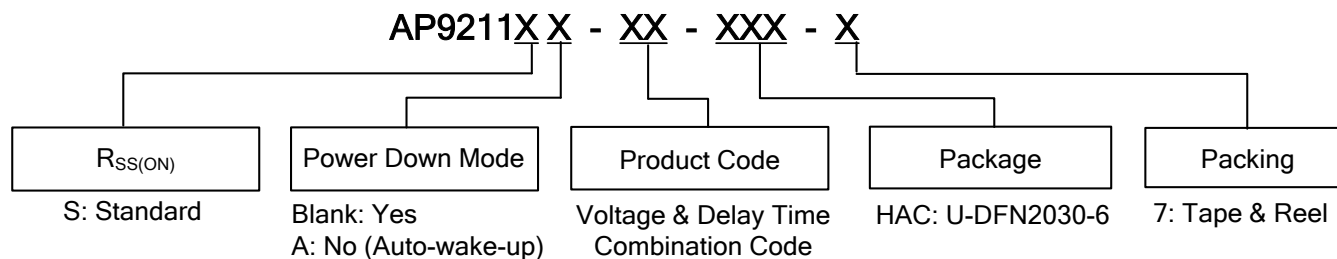 AP9211X X - XX - XXX - X
R_SS(ON)
S: Standard
Power Down Mode
Blank: Yes
A: No (Auto-wake-up)
Product Code
Voltage & Delay Time
Combination Code
Package
HAC: U-DFN2030-6
Packing
7: Tape & Reel